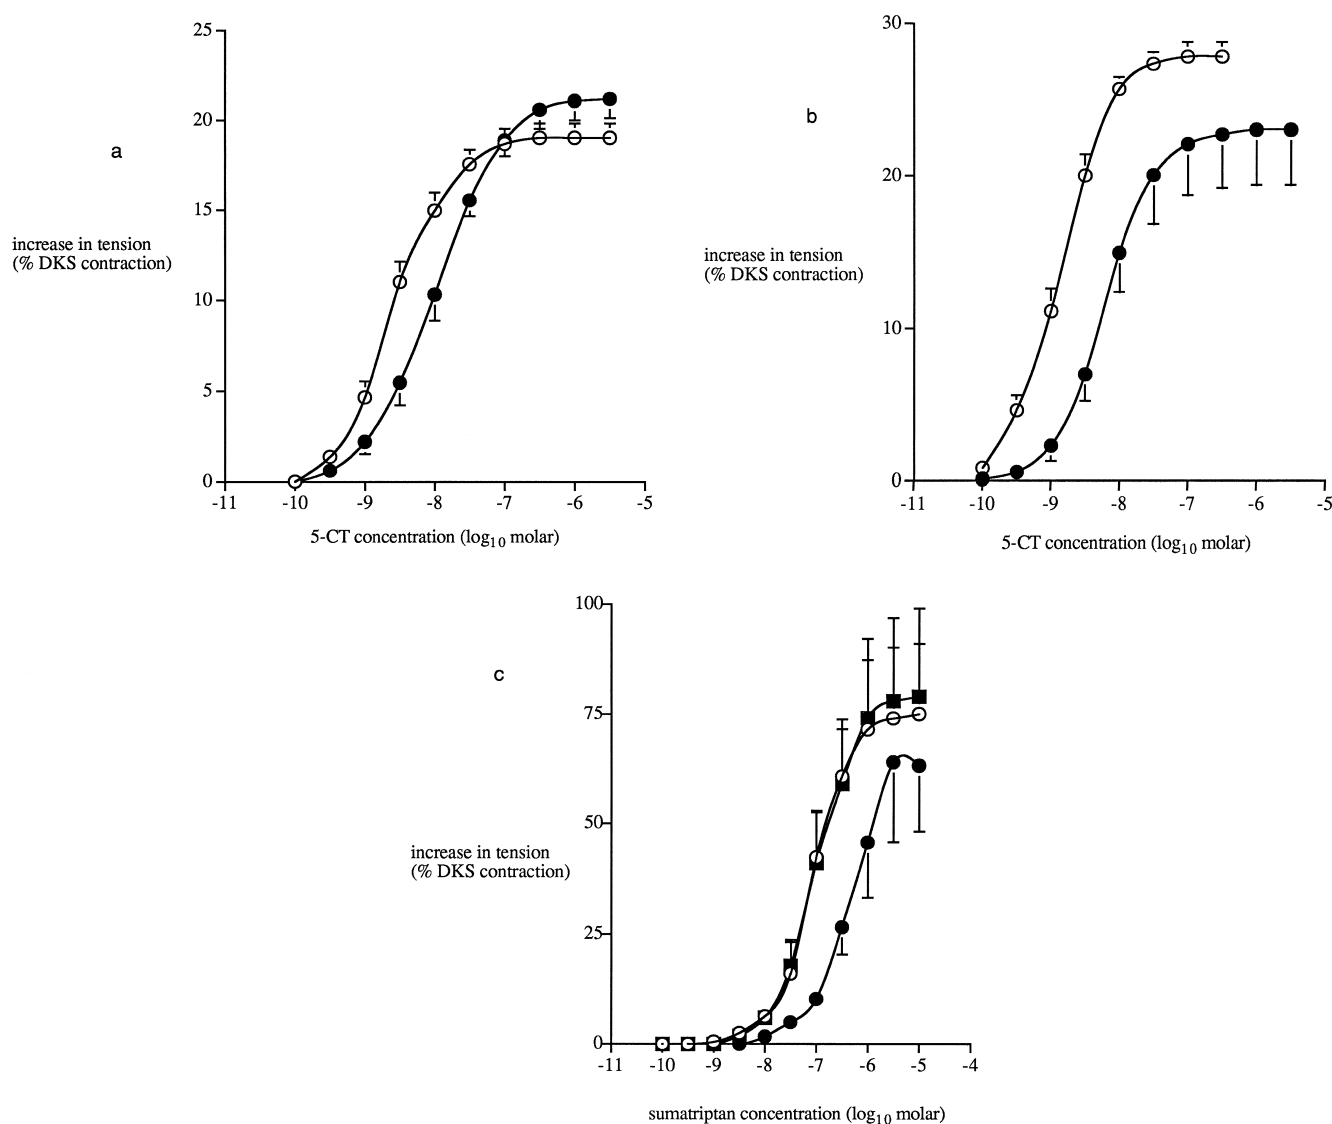 a
25
20
15
10
5
0
increase in tension
(% DKS contraction)
-11 -10 -9 -8 -7 -6 -5
5-CT concentration (log10 molar)
b
30
20
10
0
increase in tension
(% DKS contraction)
-11 -10 -9 -8 -7 -6 -5
5-CT concentration (log10 molar)
c
100
75
50
25
0
increase in tension
(% DKS contraction)
-11 -10 -9 -8 -7 -6 -5 -4
sumatriptan concentration (log10 molar)